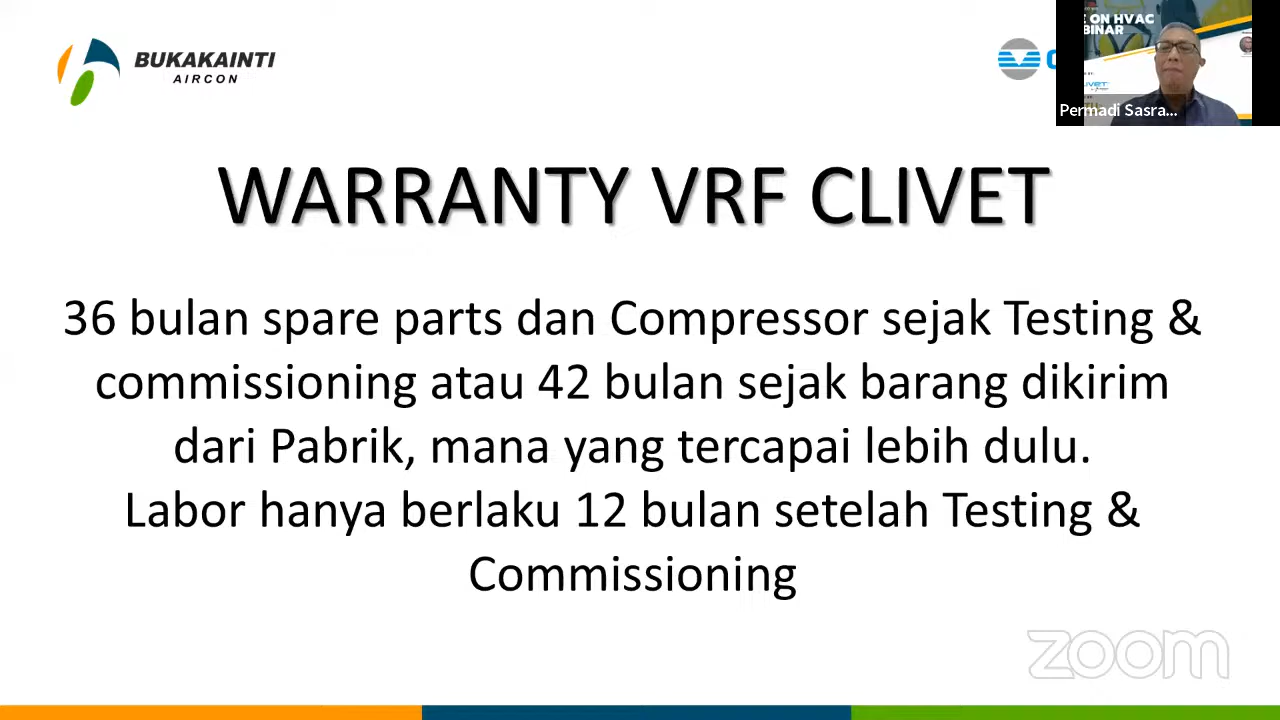 BUKAKAINTI
AIRCON
ON HVAC
Permadi Sasra...
WARRANTY VRF CLIVET
36 bulan spare parts dan Compressor sejak Testing &
commissioning atau 42 bulan sejak barang dikirim
dari Pabrik, mana yang tercapai lebih dulu.
Labor hanya berlaku 12 bulan setelah Testing &
Commissioning
zoom